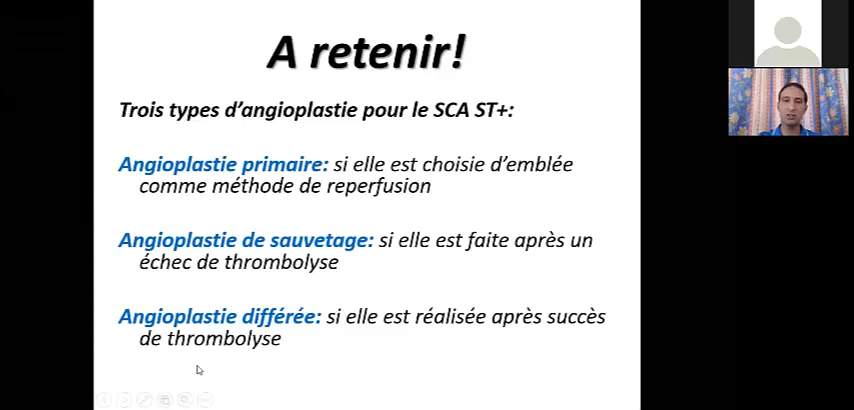 A retenir!
Trois types d’angioplastie pour le SCA ST+:
Angioplastie primaire: si elle est choisie d’emblée
comme méthode de reperfusion
Angioplastie de sauvetage: si elle est faite après un
échec de thrombolyse
Angioplastie différée: si elle est réalisée après succès
de thrombolyse